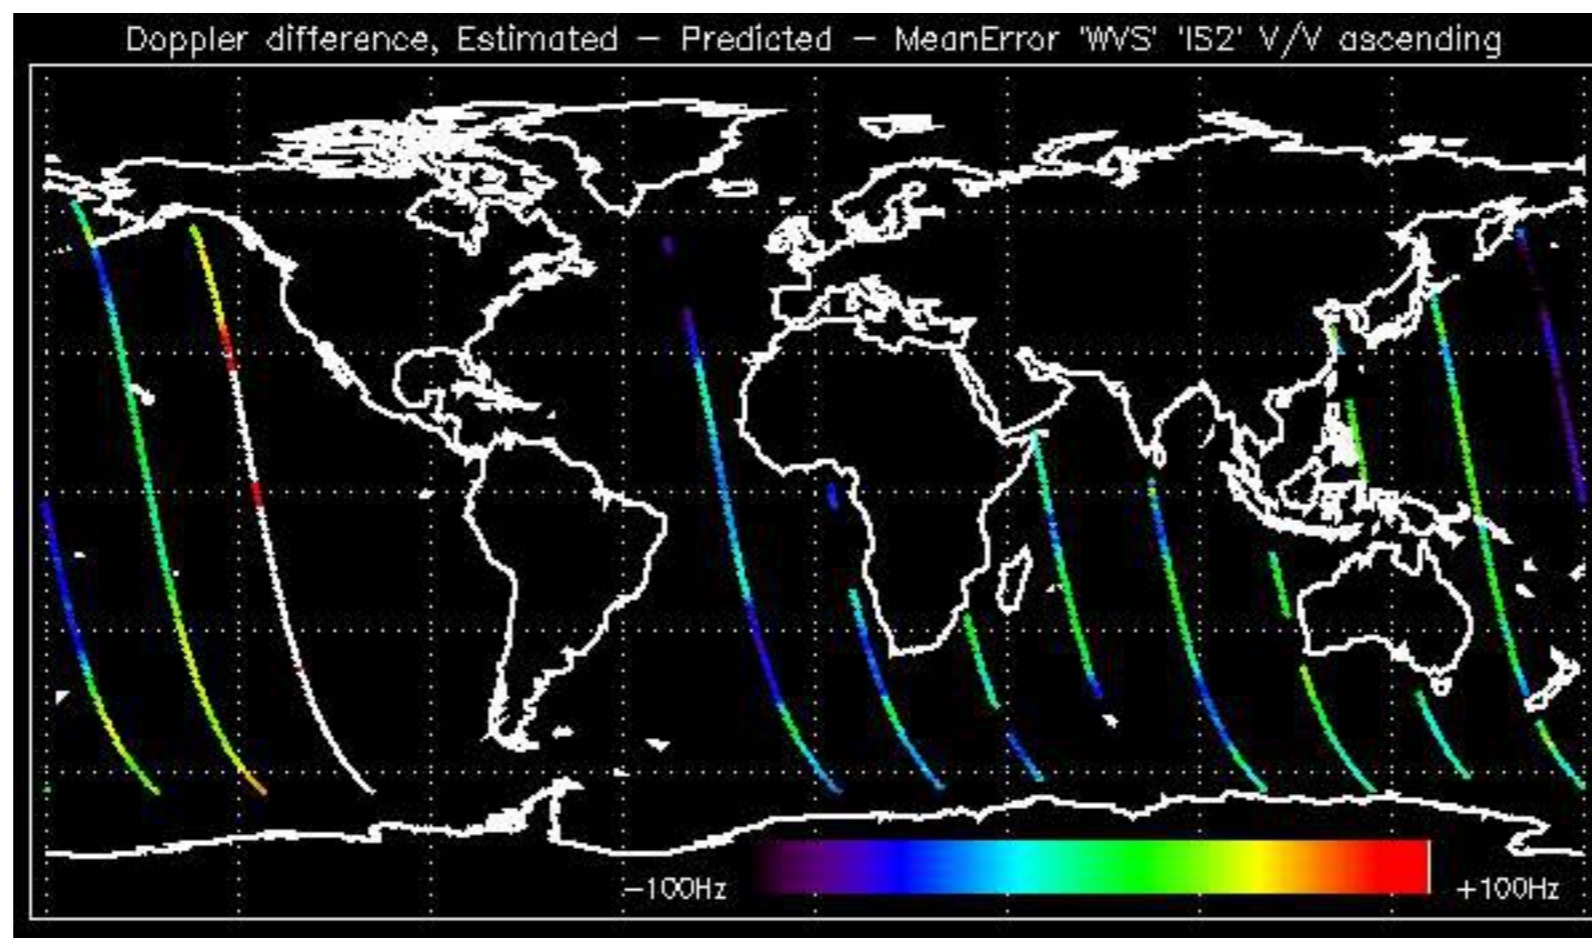 Doppler difference, Estimated − Predicted − MeanError 'WVS' 'IS2' V/V ascending
−100Hz +100Hz